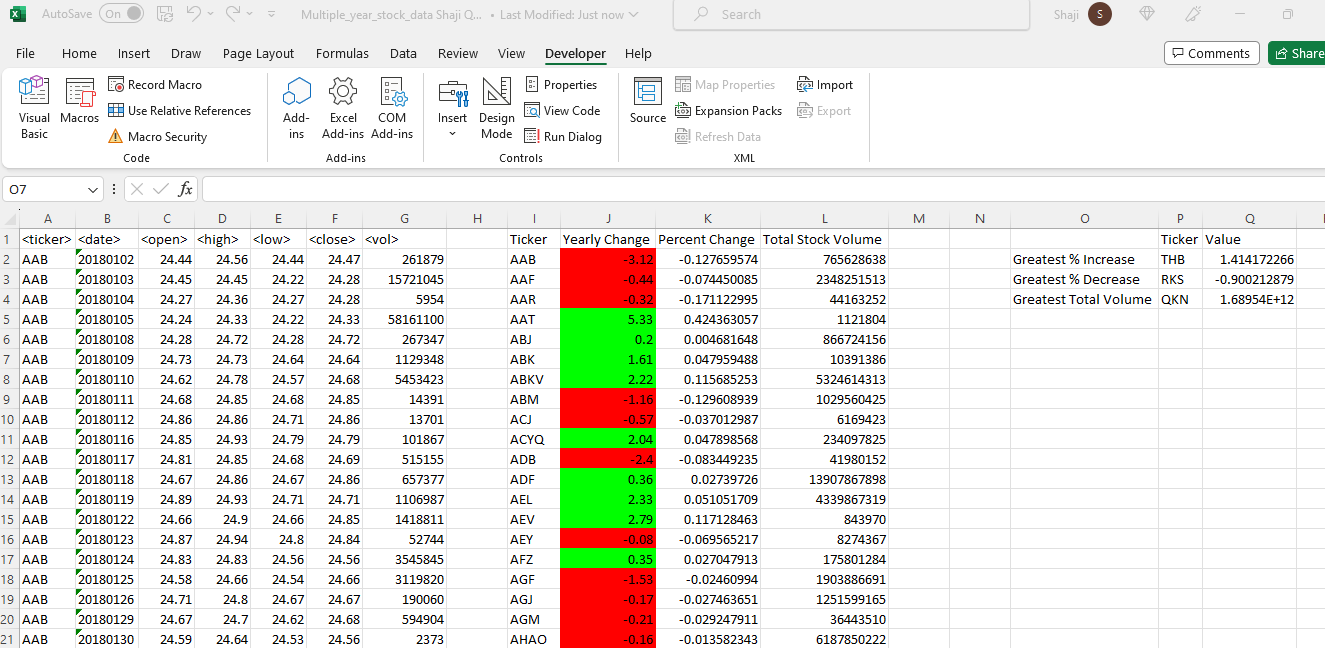 AutoSave On Multiple_year_stock_data Shaji Q... • Last Modified: Just now Search Shaji S
File Home Insert Draw Page Layout Formulas Data Review View Developer Help Comments Share
Visual Basic
Macros
Record Macro
Use Relative References
Macro Security
Code
Add-ins
Excel Add-ins
COM Add-ins
Add-ins
Insert
Design Mode
Properties
View Code
Run Dialog
Controls
Source
Map Properties
Expansion Packs
Refresh Data
Import
Export
XML
O7 fx
A B C D E F G H I J K L M N O P Q
1 <ticker> <date> <open> <high> <low> <close> <vol> Ticker Yearly Change Percent Change Total Stock Volume Ticker Value
2 AAB 20180102 24.44 24.56 24.44 24.47 261879 AAB -3.12 -0.127659574 765628638 Greatest % Increase THB 1.414172266
3 AAB 20180103 24.45 24.45 24.22 24.28 15721045 AAF -0.44 -0.074450085 2348251513 Greatest % Decrease RKS -0.900212879
4 AAB 20180104 24.27 24.36 24.27 24.28 5954 AAR -0.32 -0.171122995 44163252 Greatest Total Volume QKN 1.68954E+12
5 AAB 20180105 24.24 24.33 24.22 24.33 58161100 AAT 5.33 0.424363057 1121804
6 AAB 20180108 24.28 24.72 24.28 24.72 267347 ABJ 0.2 0.004681648 866724156
7 AAB 20180109 24.73 24.73 24.64 24.64 1129348 ABK 1.61 0.047959488 10391386
8 AAB 20180110 24.62 24.78 24.57 24.68 5453423 ABKV 2.22 0.115685253 5324614313
9 AAB 20180111 24.68 24.85 24.68 24.85 14391 ABM -1.16 -0.129608939 1029560425
10 AAB 20180112 24.86 24.86 24.71 24.86 13701 ACJ -0.57 -0.037012987 6169423
11 AAB 20180116 24.85 24.93 24.79 24.79 101867 ACYQ 2.04 0.047898568 234097825
12 AAB 20180117 24.81 24.85 24.68 24.69 515155 ADB -2.4 -0.083449235 41980152
13 AAB 20180118 24.67 24.86 24.67 24.86 657377 ADF 0.36 0.02739726 13907867898
14 AAB 20180119 24.89 24.93 24.71 24.71 1106987 AEL 2.33 0.051051709 4339867319
15 AAB 20180122 24.66 24.9 24.66 24.85 1418811 AEV 2.79 0.117128463 843970
16 AAB 20180123 24.87 24.94 24.8 24.84 52744 AEY -0.08 -0.069565217 8274367
17 AAB 20180124 24.83 24.83 24.56 24.56 3545845 AFZ 0.35 0.027047913 175801284
18 AAB 20180125 24.58 24.66 24.54 24.66 3119820 AGF -1.53 -0.02460994 1903886691
19 AAB 20180126 24.71 24.8 24.67 24.67 190060 AGJ -0.17 -0.027463651 1251599165
20 AAB 20180129 24.67 24.7 24.62 24.68 594904 AGM -0.21 -0.029247911 36443510
21 AAB 20180130 24.59 24.64 24.53 24.56 2373 AHAO -0.16 -0.013582343 6187850222